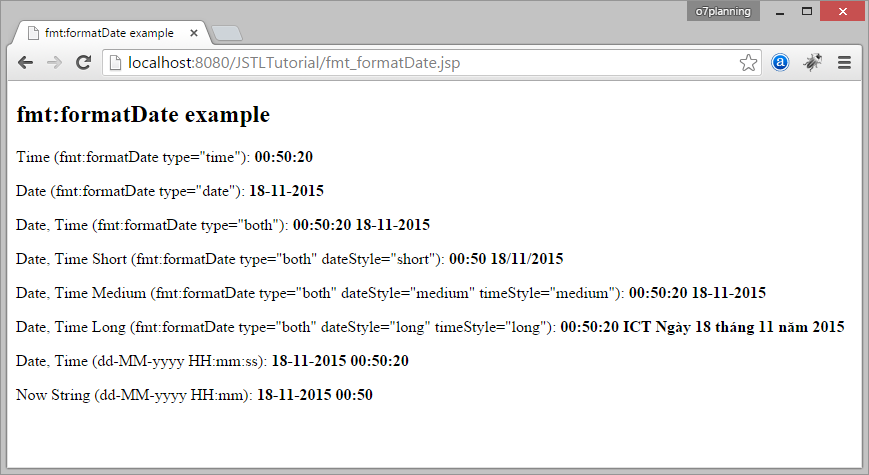 o7planning
fmt:formatDate example
localhost:8080/JSTLTutorial/fmt_formatDate.jsp
a
fmt:formatDate example
Time (fmt:formatDate type="time"): 00:50:20
Date (fmt:formatDate type="date"): 18-11-2015
Date, Time (fmt:formatDate type="both"): 00:50:20 18-11-2015
Date, Time Short (fmt:formatDate type="both" dateStyle="short"): 00:50 18/11/2015
Date, Time Medium (fmt:formatDate type="both" dateStyle="medium" timeStyle="medium"): 00:50:20 18-11-2015
Date, Time Long (fmt:formatDate type="both" dateStyle="long" timeStyle="long"): 00:50:20 ICT Ngày 18 tháng 11 năm 2015
Date, Time (dd-MM-yyyy HH:mm:ss): 18-11-2015 00:50:20
Now String (dd-MM-yyyy HH:mm): 18-11-2015 00:50